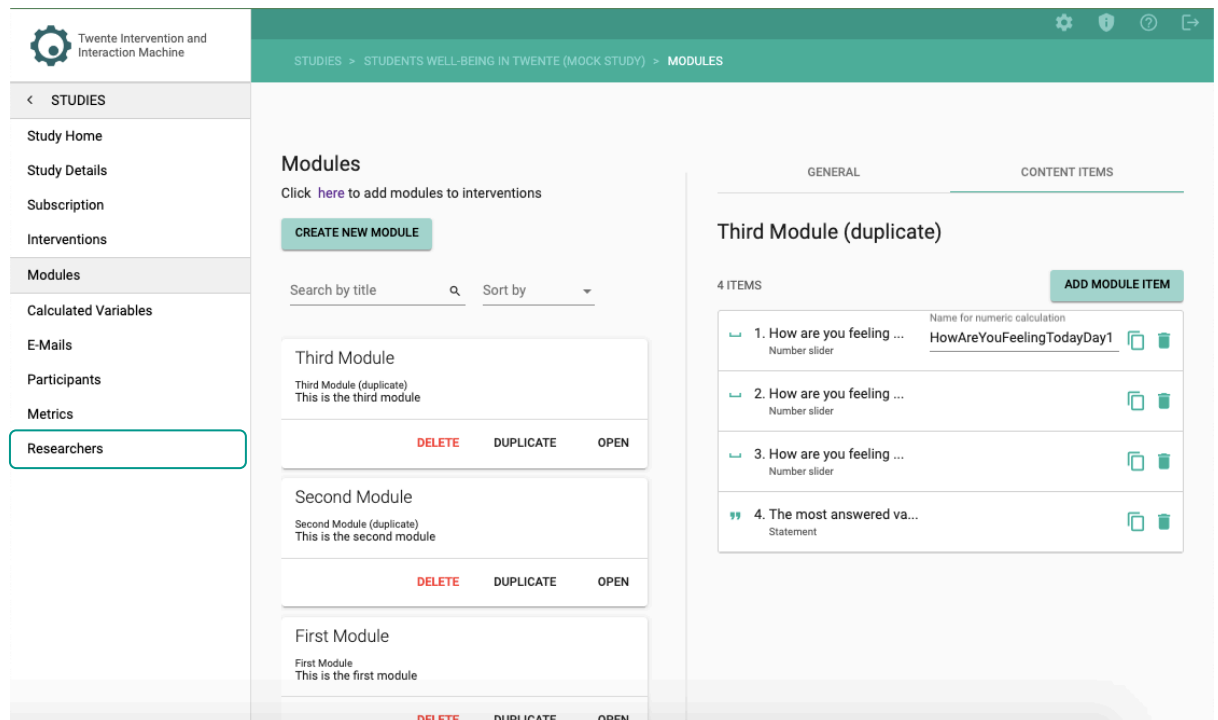 Twente Intervention and
Interaction Machine
STUDIES > STUDENTS WELL-BEING IN TWENTE (MOCK STUDY) > MODULES
< STUDIES
Study Home
Study Details
Subscription
Interventions
Modules
Calculated Variables
E-Mails
Participants
Metrics
Researchers
Modules
Click here to add modules to interventions
CREATE NEW MODULE
Search by title
Sort by
Third Module
Third Module (duplicate)
This is the third module
DELETE DUPLICATE OPEN
Second Module
Second Module (duplicate)
This is the second module
DELETE DUPLICATE OPEN
First Module
First Module
This is the first module
DELETE DUPLICATE OPEN
GENERAL CONTENT ITEMS
Third Module (duplicate)
4 ITEMS
ADD MODULE ITEM
1. How are you feeling ...
Number slider
Name for numeric calculation
HowAreYouFeelingTodayDay1
2. How are you feeling ...
Number slider
3. How are you feeling ...
Number slider
4. The most answered va...
Statement